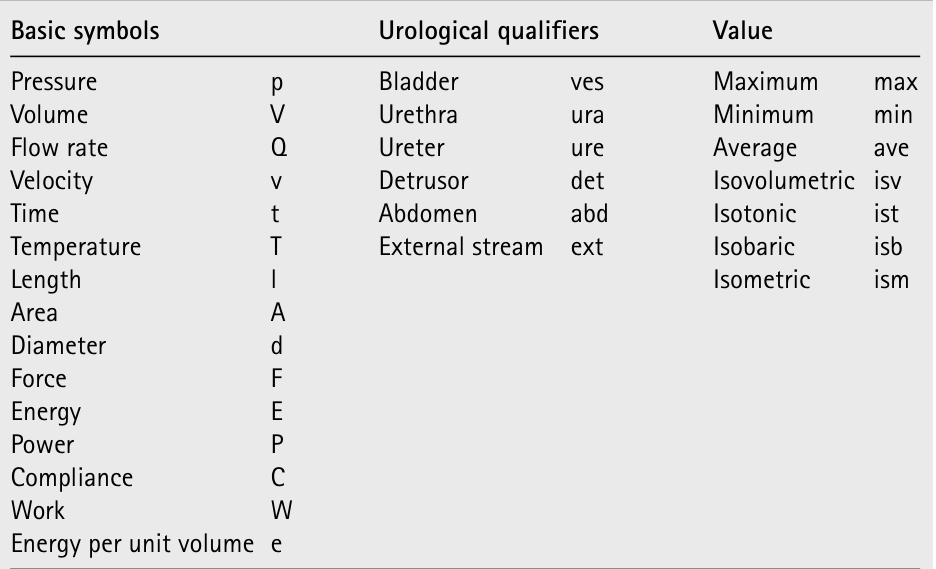 Basic symbols Urological qualifiers Value
Pressure p Bladder ves Maximum max
Volume V Urethra ura Minimum min
Flow rate Q Ureter ure Average ave
Velocity v Detrusor det Isovolumetric isv
Time t Abdomen abd Isotonic ist
Temperature T External stream ext Isobaric isb
Length l Isometric ism
Area A
Diameter d
Force F
Energy E
Power P
Compliance C
Work W
Energy per unit volume e